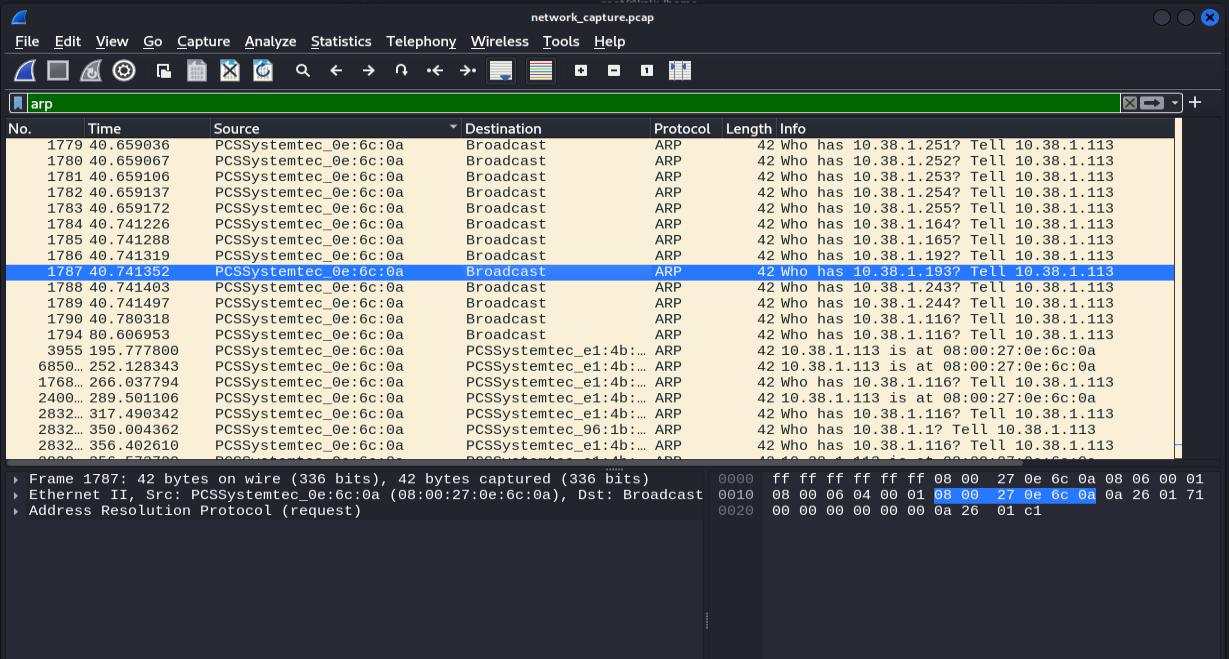 network_capture.pcap
File Edit View Go Capture Analyze Statistics Telephony Wireless Tools Help
arp
No. Time Source Destination Protocol Length Info
1779 40.659036 PCSSystemtec_0e:6c:0a Broadcast ARP 42 Who has 10.38.1.251? Tell 10.38.1.113
1780 40.659067 PCSSystemtec_0e:6c:0a Broadcast ARP 42 Who has 10.38.1.252? Tell 10.38.1.113
1781 40.659106 PCSSystemtec_0e:6c:0a Broadcast ARP 42 Who has 10.38.1.253? Tell 10.38.1.113
1782 40.659137 PCSSystemtec_0e:6c:0a Broadcast ARP 42 Who has 10.38.1.254? Tell 10.38.1.113
1783 40.659172 PCSSystemtec_0e:6c:0a Broadcast ARP 42 Who has 10.38.1.255? Tell 10.38.1.113
1784 40.741226 PCSSystemtec_0e:6c:0a Broadcast ARP 42 Who has 10.38.1.164? Tell 10.38.1.113
1785 40.741288 PCSSystemtec_0e:6c:0a Broadcast ARP 42 Who has 10.38.1.165? Tell 10.38.1.113
1786 40.741319 PCSSystemtec_0e:6c:0a Broadcast ARP 42 Who has 10.38.1.192? Tell 10.38.1.113
1787 40.741352 PCSSystemtec_0e:6c:0a Broadcast ARP 42 Who has 10.38.1.193? Tell 10.38.1.113
1788 40.741403 PCSSystemtec_0e:6c:0a Broadcast ARP 42 Who has 10.38.1.243? Tell 10.38.1.113
1789 40.741497 PCSSystemtec_0e:6c:0a Broadcast ARP 42 Who has 10.38.1.244? Tell 10.38.1.113
1790 40.780318 PCSSystemtec_0e:6c:0a Broadcast ARP 42 Who has 10.38.1.116? Tell 10.38.1.113
1794 80.606953 PCSSystemtec_0e:6c:0a Broadcast ARP 42 Who has 10.38.1.116? Tell 10.38.1.113
3955 195.777800 PCSSystemtec_0e:6c:0a PCSSystemtec_e1:4b:… ARP 42 10.38.1.113 is at 08:00:27:0e:6c:0a
6850… 252.128343 PCSSystemtec_0e:6c:0a PCSSystemtec_e1:4b:… ARP 42 10.38.1.113 is at 08:00:27:0e:6c:0a
1768… 266.037794 PCSSystemtec_0e:6c:0a PCSSystemtec_e1:4b:… ARP 42 Who has 10.38.1.116? Tell 10.38.1.113
2400… 289.501106 PCSSystemtec_0e:6c:0a PCSSystemtec_e1:4b:… ARP 42 10.38.1.113 is at 08:00:27:0e:6c:0a
2832… 317.490342 PCSSystemtec_0e:6c:0a PCSSystemtec_e1:4b:… ARP 42 Who has 10.38.1.116? Tell 10.38.1.113
2832… 350.004362 PCSSystemtec_0e:6c:0a PCSSystemtec_96:1b:… ARP 42 Who has 10.38.1.1? Tell 10.38.1.113
2832… 356.402610 PCSSystemtec_0e:6c:0a PCSSystemtec_e1:4b:… ARP 42 Who has 10.38.1.116? Tell 10.38.1.113
Frame 1787: 42 bytes on wire (336 bits), 42 bytes captured (336 bits)
Ethernet II, Src: PCSSystemtec_0e:6c:0a (08:00:27:0e:6c:0a), Dst: Broadcast
Address Resolution Protocol (request)
0000 ff ff ff ff ff ff 08 00 27 0e 6c 0a 08 06 00 01
0010 08 00 06 04 00 01 08 00 27 0e 6c 0a 0a 26 01 71
0020 00 00 00 00 00 00 0a 26 01 c1